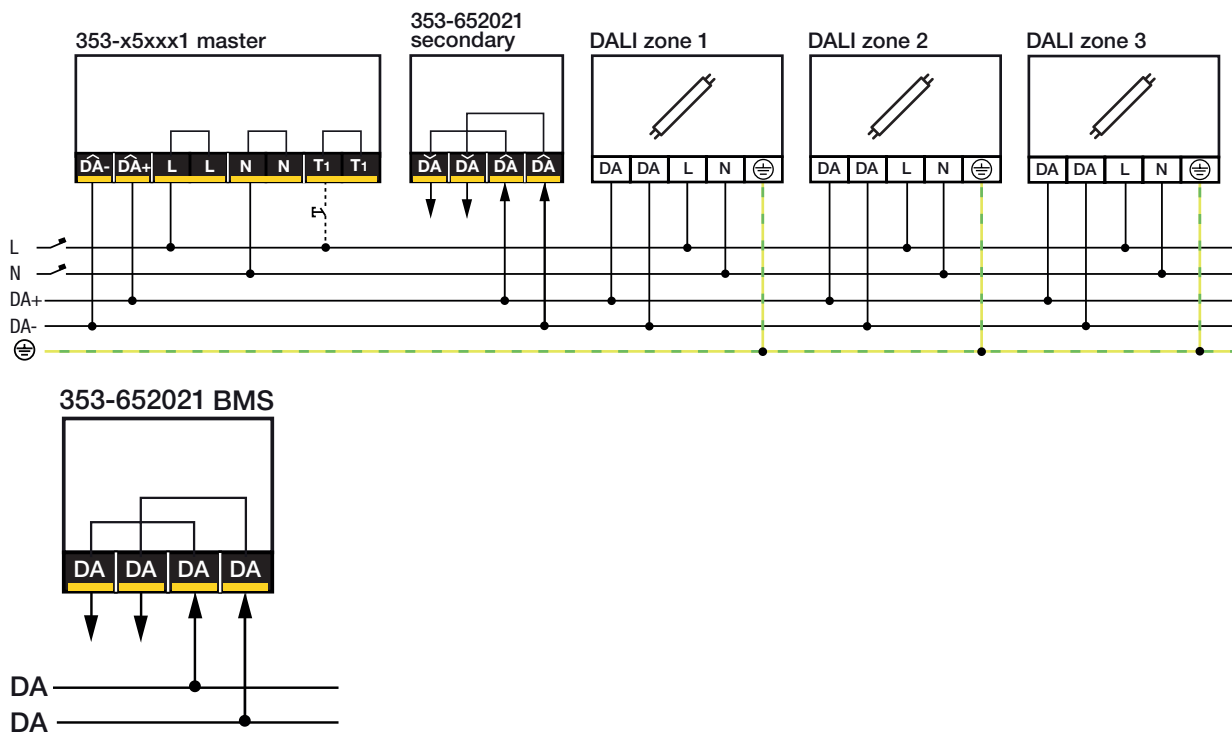 353-x5xxx1 master
353-652021
secondary
DALI zone 1
DALI zone 2
DALI zone 3
DA- DA+ L L N N T1 T1
DA DA DA DA
DA DA L N
DA DA L N
DA DA L N
L
N
DA+
DA-
353-652021 BMS
DA DA DA DA
DA
DA